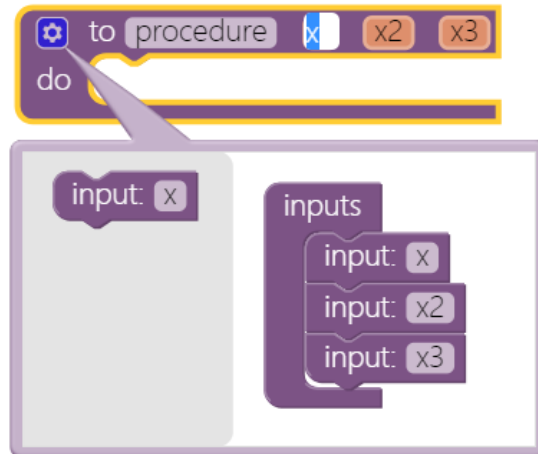 to procedure x x2 x3
do
input: x
inputs
input: x
input: x2
input: x3